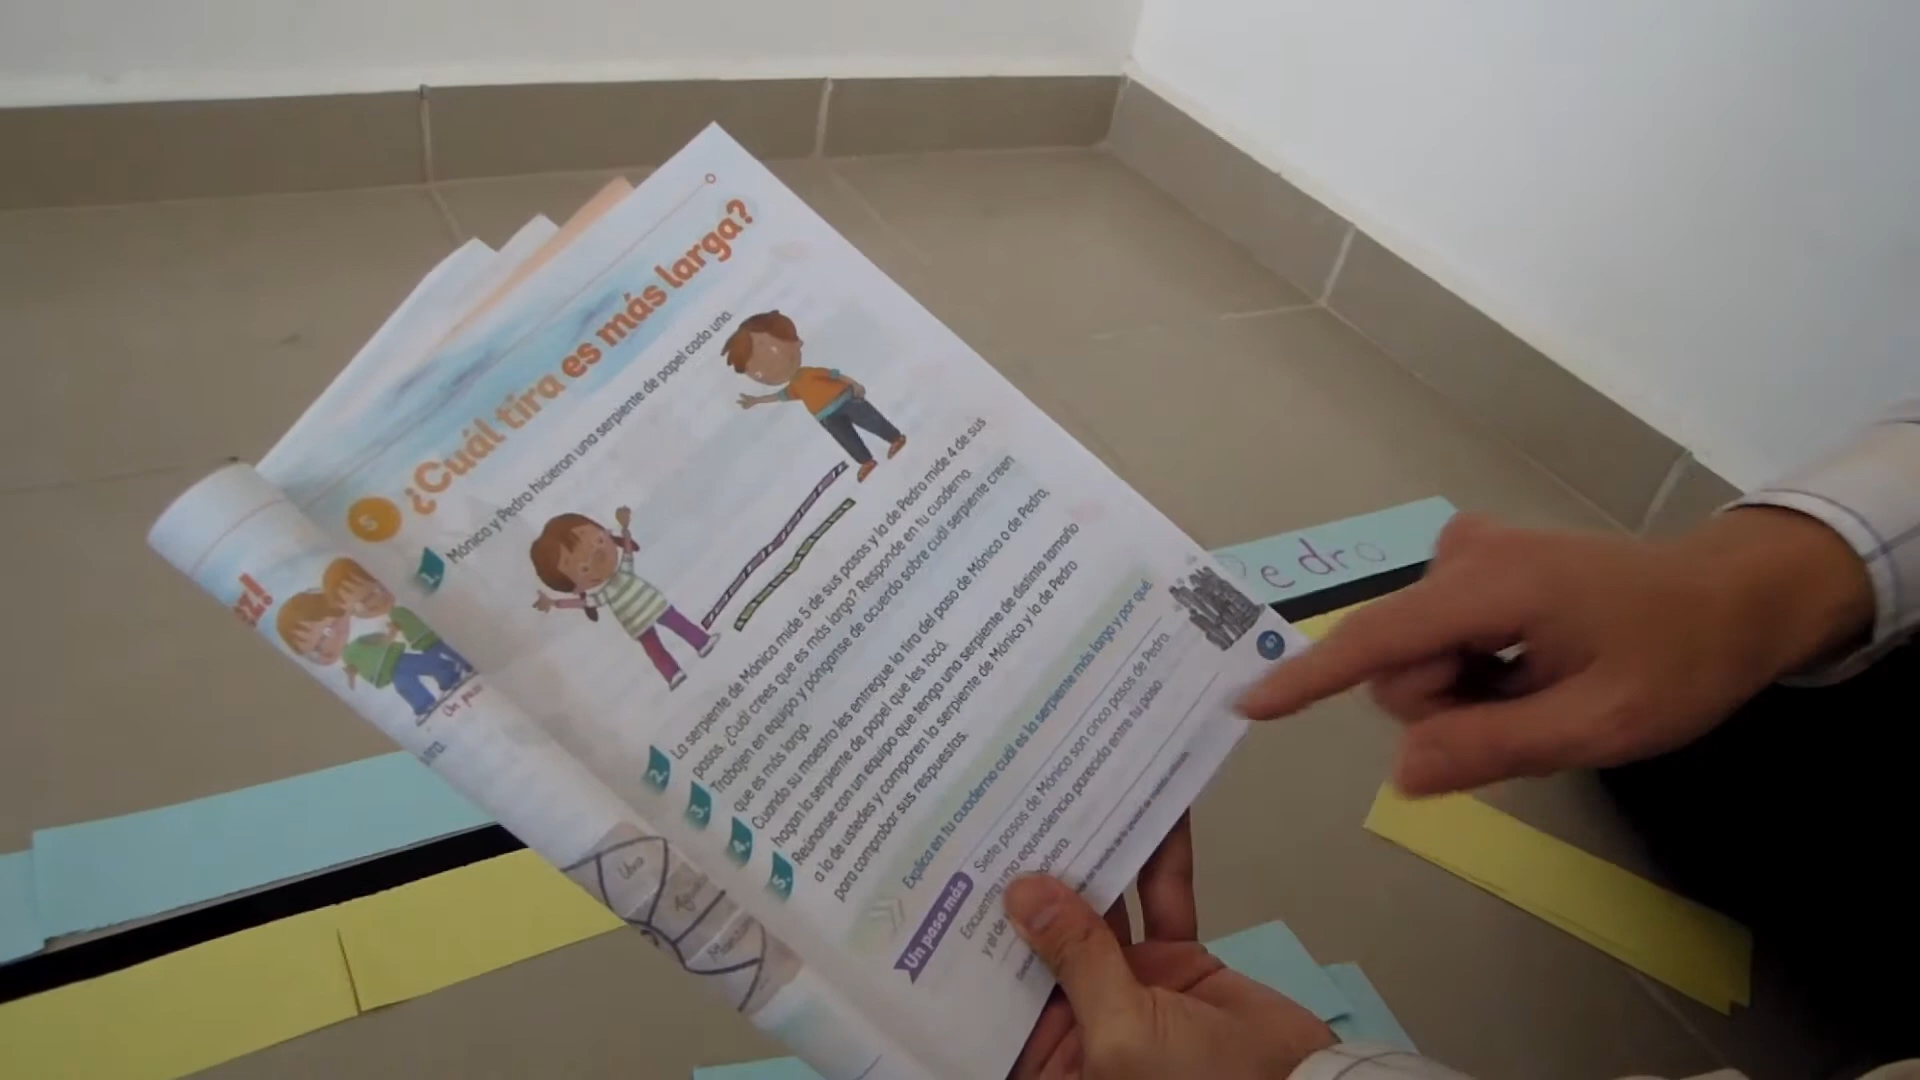 5 ¿Cuál tira es más larga?
1. Mónica y Pedro hicieron una serpiente de papel cada uno.
2. La serpiente de Mónica mide 5 de sus pasos y la de Pedro mide 4 de sus
pasos. ¿Cuál crees que es más larga? Responde en tu cuaderno.
3. Trabajen en equipo y pónganse de acuerdo sobre cuál serpiente creen
que es más larga.
4. Cuando su maestro les entregue la tira del paso de Mónica o de Pedro,
hagan la serpiente de papel que les tocó.
5. Reúnanse con un equipo que tenga una serpiente de distinto tamaño
a la de ustedes y comparen la serpiente de Mónica y la de Pedro
para comprobar sus respuestas.
Explica en tu cuaderno cuál es la serpiente más larga y por qué.
Un paso más
Siete pasos de Mónica son cinco pasos de Pedro.
Encuentra una equivalencia parecida entre tu paso
y el de
67
Un paso
Pedro